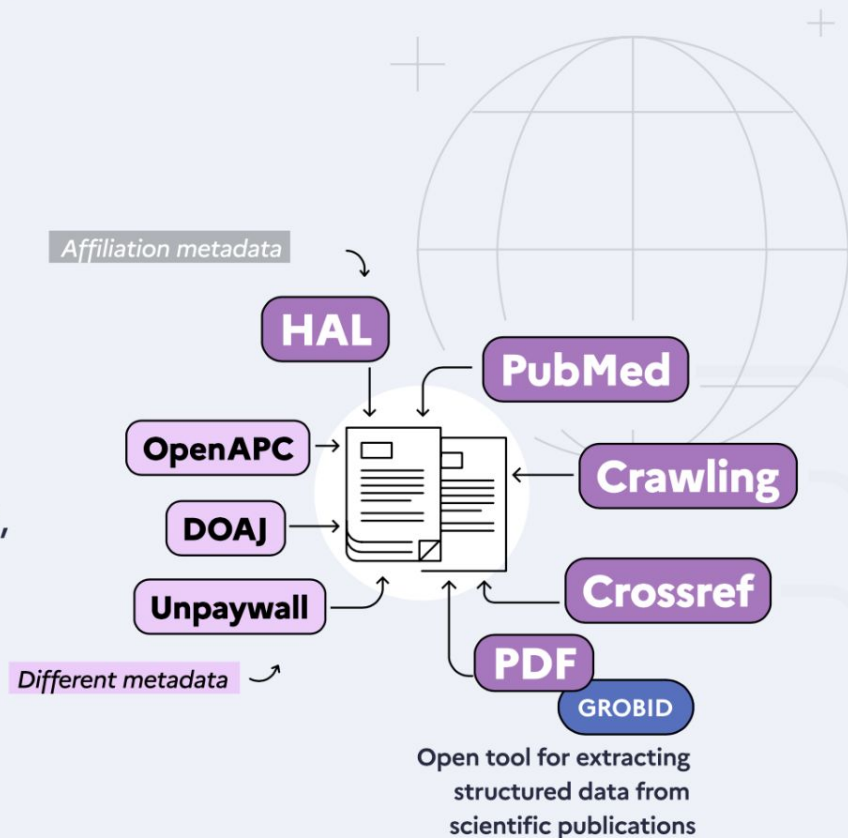 Affiliation metadata
HAL
PubMed
OpenAPC
Crawling
DOAJ
,
Unpaywall
Crossref
PDF
Different metadata
GROBID
Open tool for extracting
structured data from
scientific publications